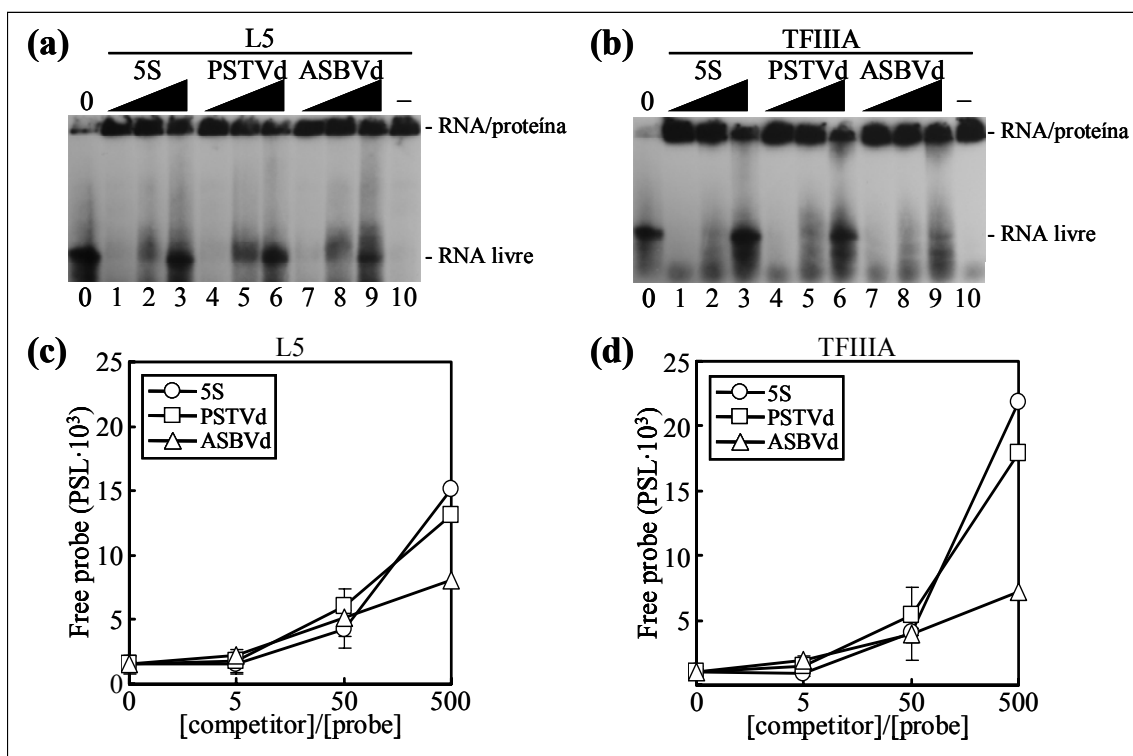 (a)
L5
0 5S PSTVd ASBVd –
- RNA/proteína
- RNA livre
0 1 2 3 4 5 6 7 8 9 10
(b)
TFIIIA
0 5S PSTVd ASBVd –
- RNA/proteína
- RNA livre
0 1 2 3 4 5 6 7 8 9 10
(c)
L5
5S
PSTVd
ASBVd
Free probe (PSL·10³)
25
20
15
10
5
0
0 5 50 500
[competitor]/[probe]
(d)
TFIIIA
5S
PSTVd
ASBVd
Free probe (PSL·10³)
25
20
15
10
5
0
0 5 50 500
[competitor]/[probe]